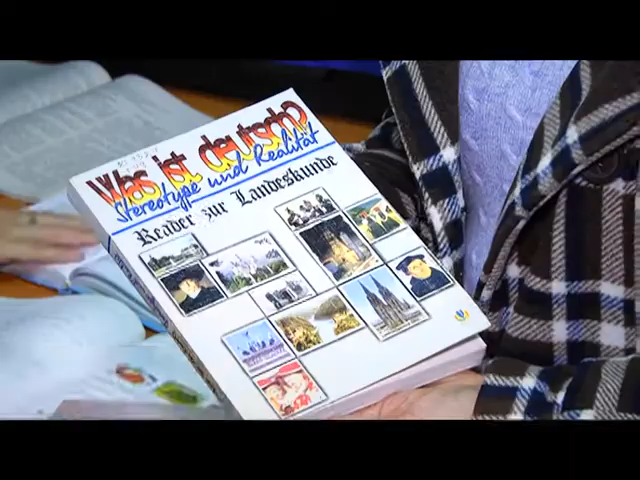 Was ist deutsch?
Stereotype und Realität
Reader zur Landeskunde